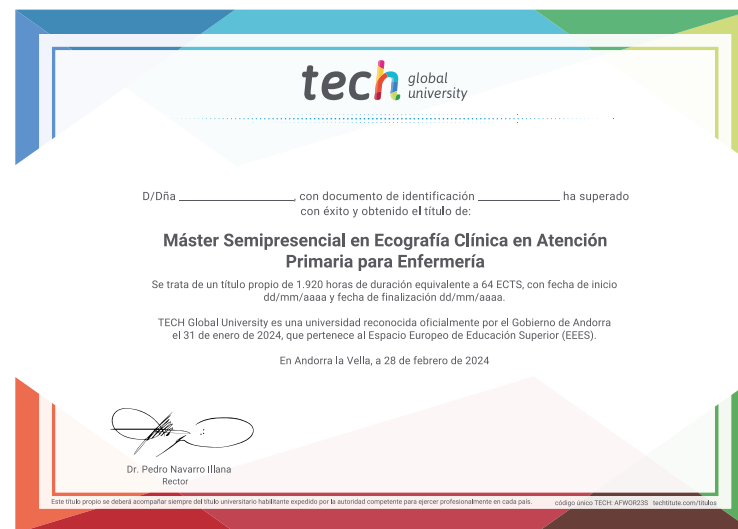 tech global university
D/Dña ________________, con documento de identificación ____________ ha superado
con éxito y obtenido el título de:
Máster Semipresencial en Ecografía Clínica en Atención
Primaria para Enfermería
Se trata de un título propio de 1.920 horas de duración equivalente a 64 ECTS, con fecha de inicio
dd/mm/aaaa y fecha de finalización dd/mm/aaaa.
TECH Global University es una universidad reconocida oficialmente por el Gobierno de Andorra
el 31 de enero de 2024, que pertenece al Espacio Europeo de Educación Superior (EEES).
En Andorra la Vella, a 28 de febrero de 2024
Dr. Pedro Navarro Illana
Rector
Este título propio se deberá acompañar siempre del título universitario habilitante expedido por la autoridad competente para ejercer profesionalmente en cada país.
código único TECH: AFWOR23S techtitute.com/titulos